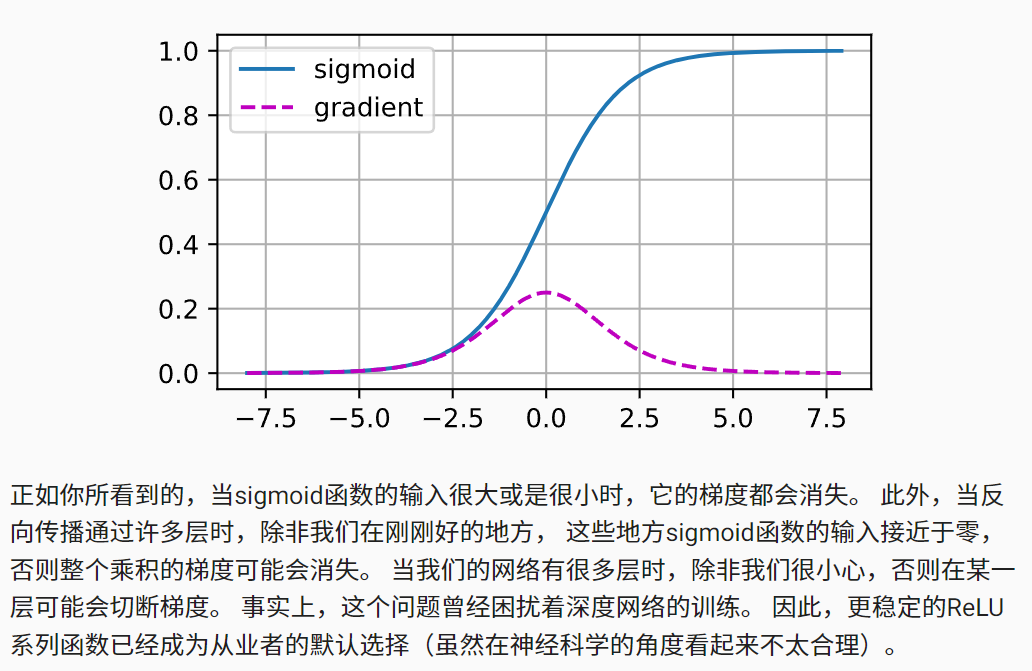 1.0
sigmoid
gradient
0.8
0.6
0.4
0.2
0.0
−7.5 −5.0 −2.5 0.0 2.5 5.0 7.5
正如你所看到的，当sigmoid函数的输入很大或是很小时，它的梯度都会消失。 此外，当反
向传播通过许多层时，除非我们在刚刚好的地方， 这些地方sigmoid函数的输入接近于零，
否则整个乘积的梯度可能会消失。 当我们的网络有很多层时，除非我们很小心，否则在某一
层可能会切断梯度。 事实上，这个问题曾经困扰着深度网络的训练。 因此，更稳定的ReLU
系列函数已经成为从业者的默认选择（虽然在神经科学的角度看起来不太合理）。